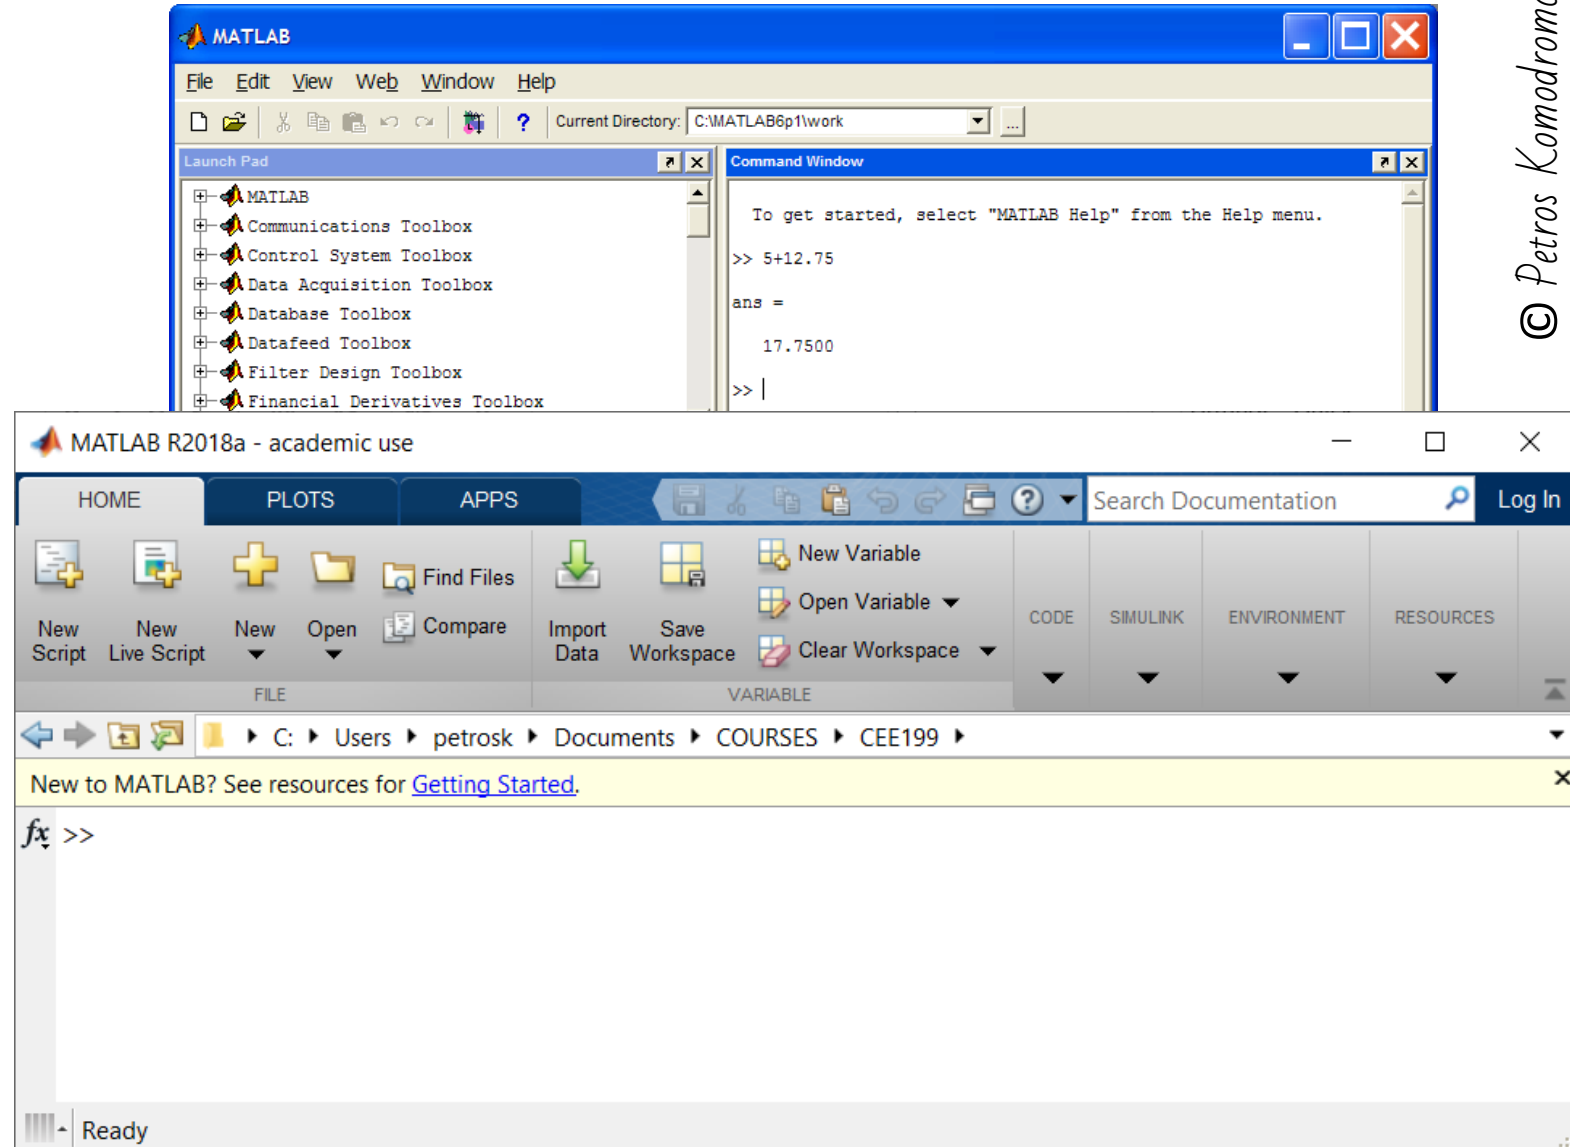 MATLAB
File Edit View Web Window Help
Current Directory: C:\MATLAB6p1\work ...
Launch Pad
MATLAB
Communications Toolbox
Control System Toolbox
Data Acquisition Toolbox
Database Toolbox
Datafeed Toolbox
Filter Design Toolbox
Financial Derivatives Toolbox
Command Window
To get started, select "MATLAB Help" from the Help menu.
>> 5+12.75
ans =
17.7500
>>
© Petros
MATLAB R2018a - academic use
HOME PLOTS APPS Search Documentation Log In
New Script
New Live Script
New
Open
Find Files
Compare
FILE
Import Data
Save Workspace
New Variable
Open Variable
Clear Workspace
VARIABLE
CODE
SIMULINK
ENVIRONMENT
RESOURCES
C: Users petrosk Documents COURSES CEE199
New to MATLAB? See resources for Getting Started.
fx >>
Ready